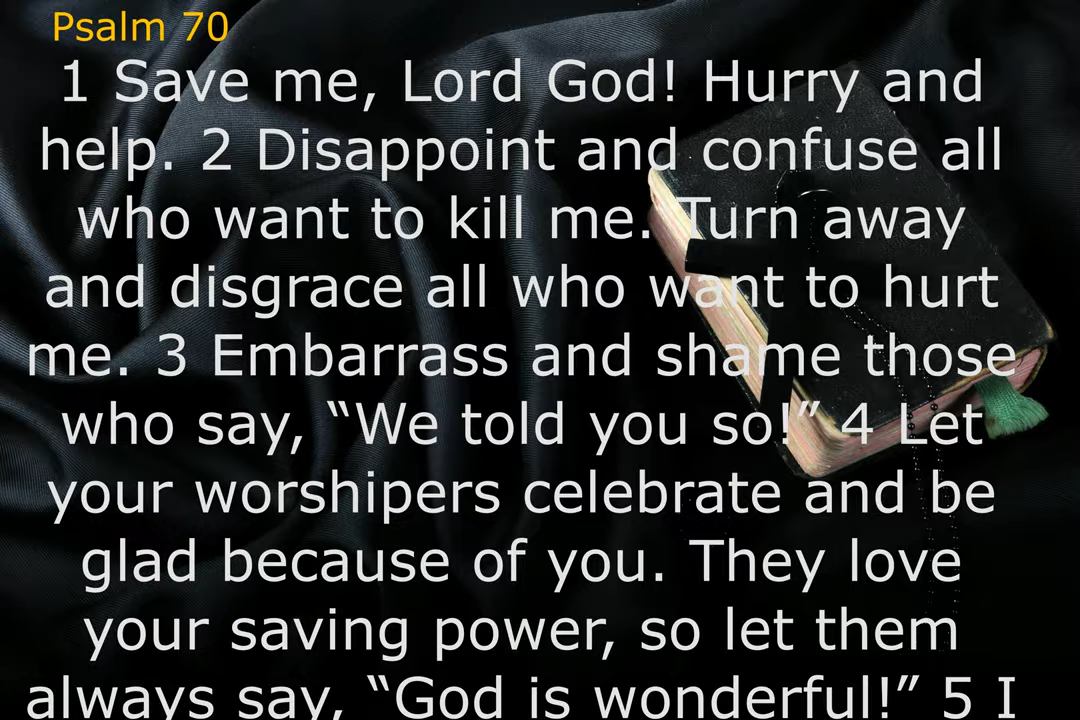 Psalm 70
1 Save me, Lord God! Hurry and
help. 2 Disappoint and confuse all
who want to kill me. Turn away
and disgrace all who want to hurt
me. 3 Embarrass and shame those
who say, “We told you so!” 4 Let
your worshipers celebrate and be
glad because of you. They love
your saving power, so let them
always say, “God is wonderful!” 5 I